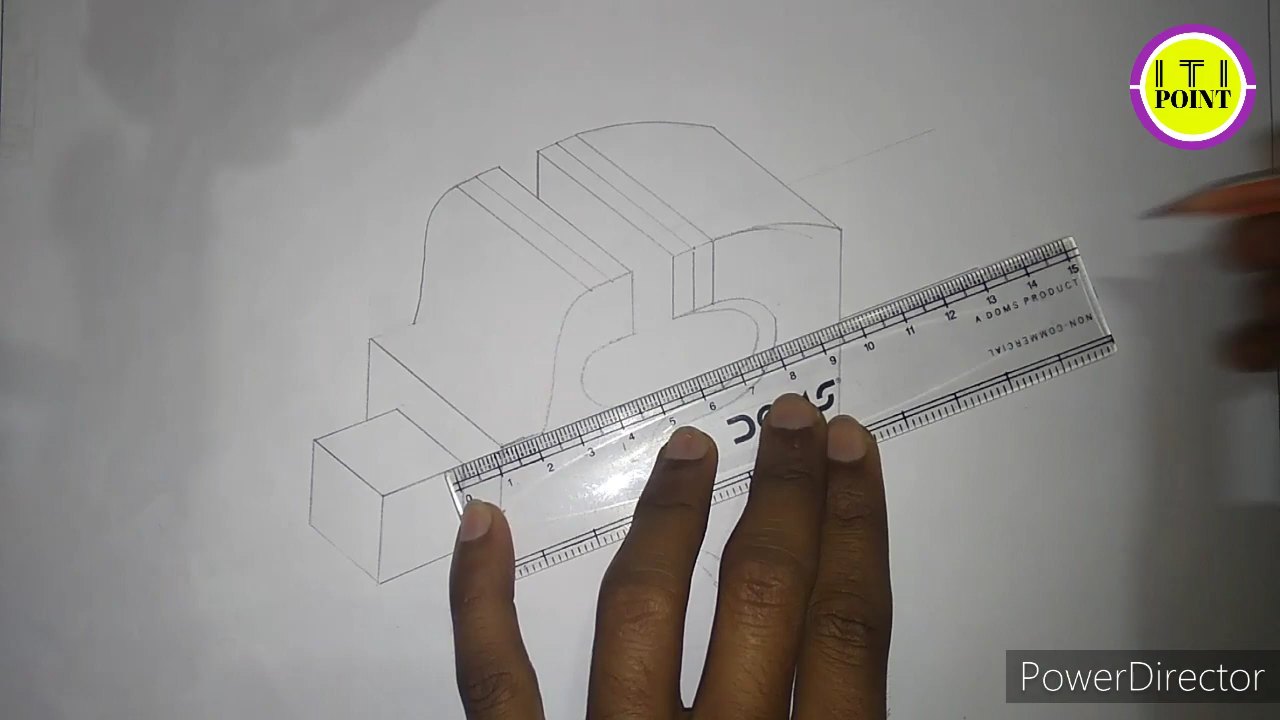 ITI
POINT
0 1 2 3 4 5 6 7 8 9 10 11 12 13 14 15
A DOMS PRODUCT
NON-COMMERCIAL
PowerDirector